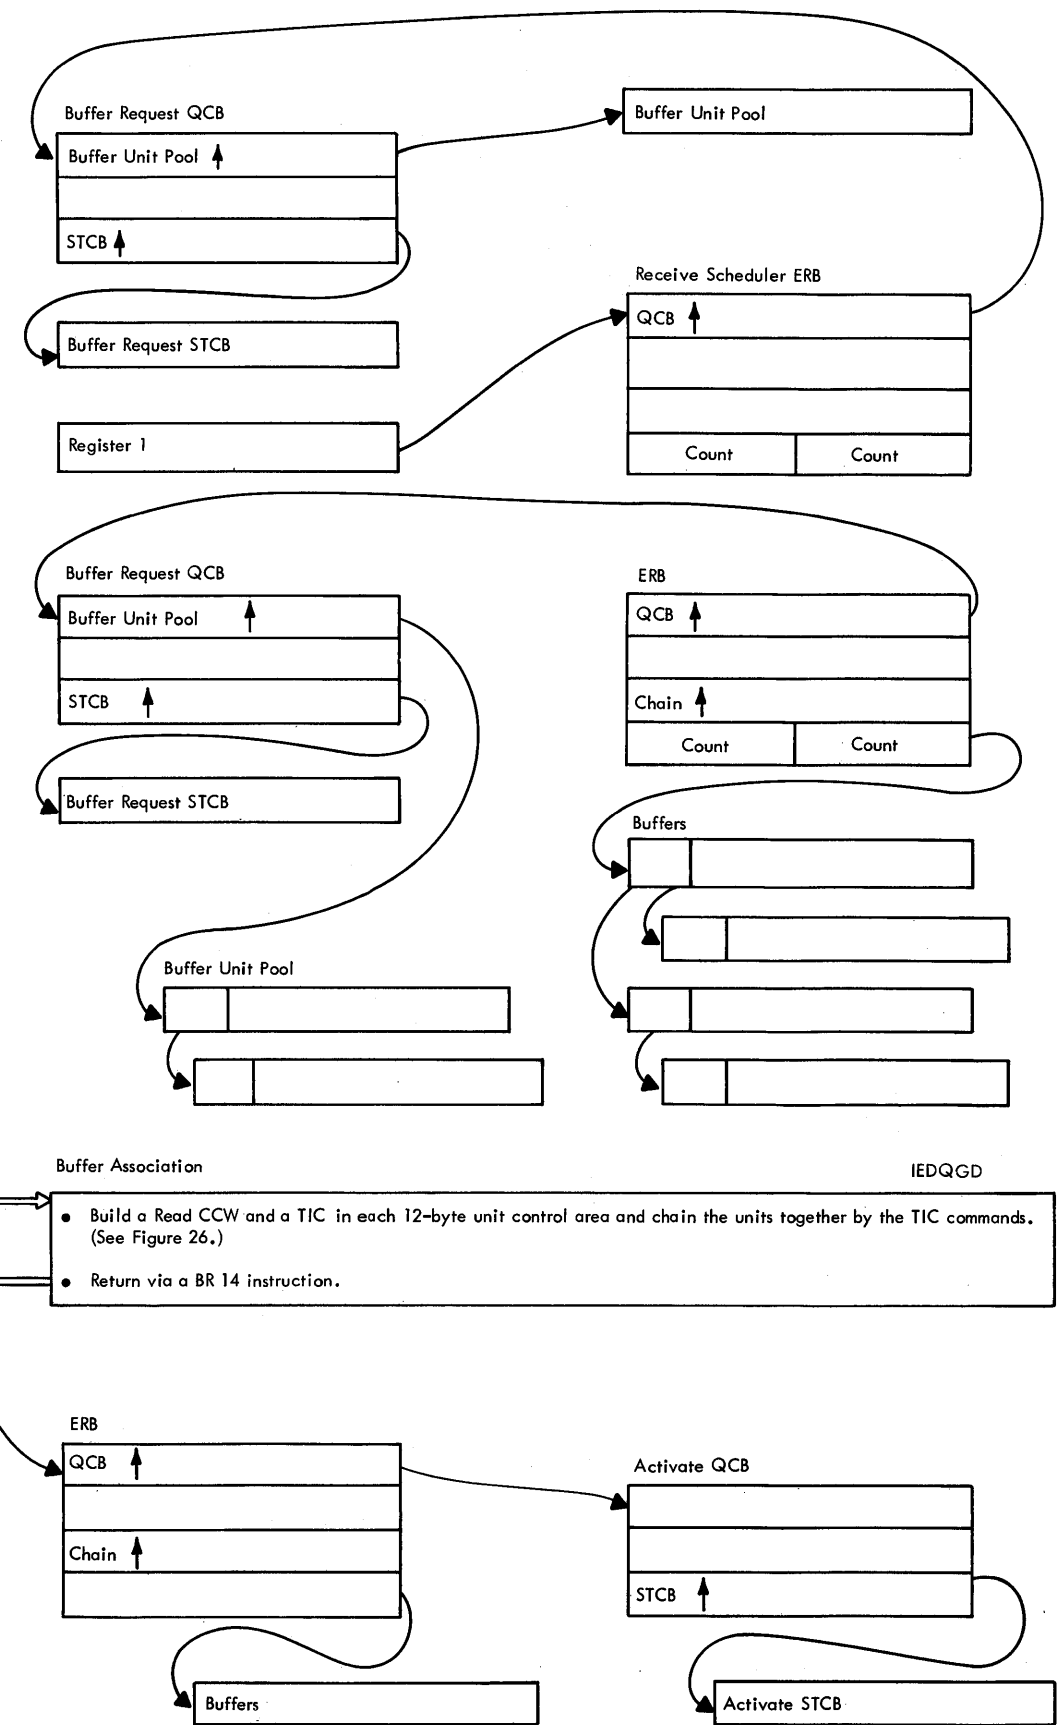 Buffer Request QCB
Buffer Unit Pool
Buffer Unit Pool
STCB
Receive Scheduler ERB
QCB
Buffer Request STCB
Register 1
Count Count
Buffer Request QCB
ERB
Buffer Unit Pool
QCB
STCB
Chain
Count Count
Buffer Request STCB
Buffers
Buffer Unit Pool
Buffer Association IEDQGD
● Build a Read CCW and a TIC in each 12-byte unit control area and chain the units together by the TIC commands.
(See Figure 26.)
● Return via a BR 14 instruction.
ERB
QCB
Activate QCB
Chain
STCB
Buffers
Activate STCB